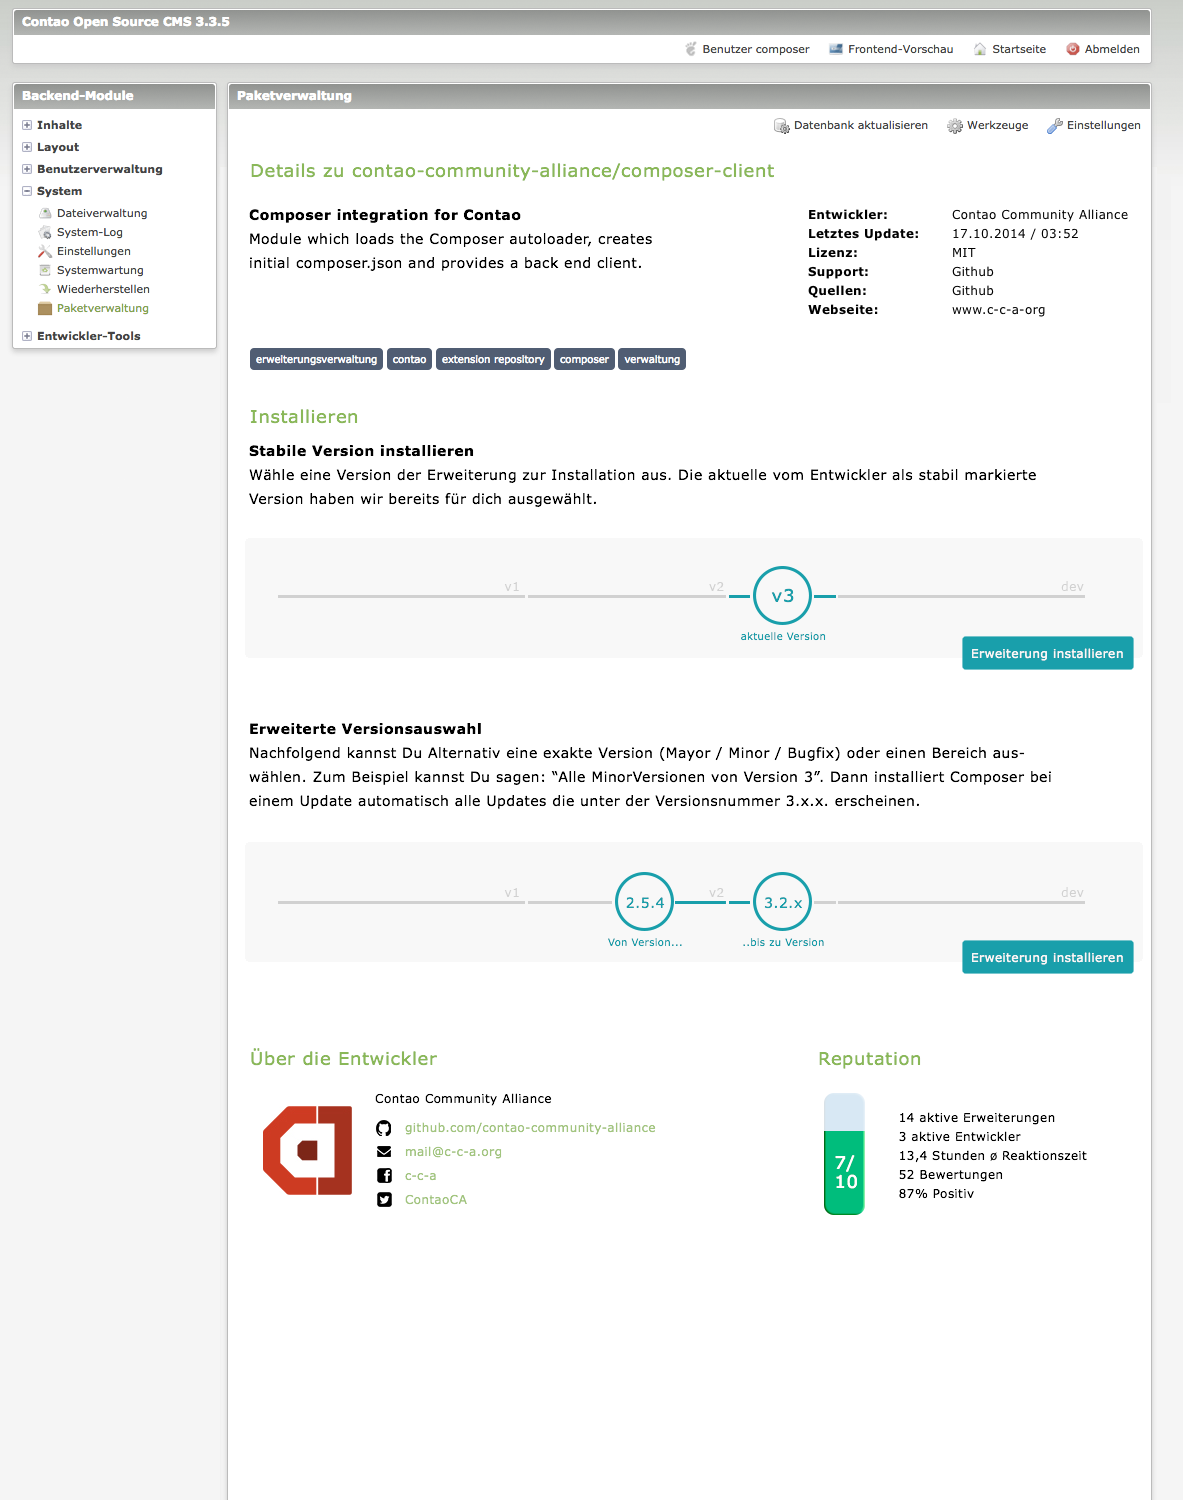 Contao Open Source CMS 3.3.5
Benutzer composer
Frontend-Vorschau
Startseite
Abmelden
Backend-Module
Inhalte
Layout
Benutzerverwaltung
System
Dateiverwaltung
System-Log
Einstellungen
Systemwartung
Wiederherstellen
Paketverwaltung
Entwickler-Tools
Paketverwaltung
Datenbank aktualisieren
Werkzeuge
Einstellungen
Details zu contao-community-alliance/composer-client
Composer integration for Contao
Module which loads the Composer autoloader, creates
initial composer.json and provides a back end client.
Entwickler: Contao Community Alliance
Letztes Update: 17.10.2014 / 03:52
Lizenz: MIT
Support: Github
Quellen: Github
Webseite: www.c-c-a-org
erweiterungsverwaltung contao extension repository composer verwaltung
Installieren
Stabile Version installieren
Wähle eine Version der Erweiterung zur Installation aus. Die aktuelle vom Entwickler als stabil markierte
Version haben wir bereits für dich ausgewählt.
v1 v2 v3 dev
aktuelle Version
Erweiterung installieren
Erweiterte Versionsauswahl
Nachfolgend kannst Du Alternativ eine exakte Version (Mayor / Minor / Bugfix) oder einen Bereich aus-
wählen. Zum Beispiel kannst Du sagen: “Alle MinorVersionen von Version 3”. Dann installiert Composer bei
einem Update automatisch alle Updates die unter der Versionsnummer 3.x.x. erscheinen.
v1 2.5.4 v2 3.2.x dev
Von Version... ..bis zu Version
Erweiterung installieren
Über die Entwickler
Contao Community Alliance
github.com/contao-community-alliance
mail@c-c-a.org
c-c-a
ContaoCA
Reputation
7/
10
14 aktive Erweiterungen
3 aktive Entwickler
13,4 Stunden ø Reaktionszeit
52 Bewertungen
87% Positiv